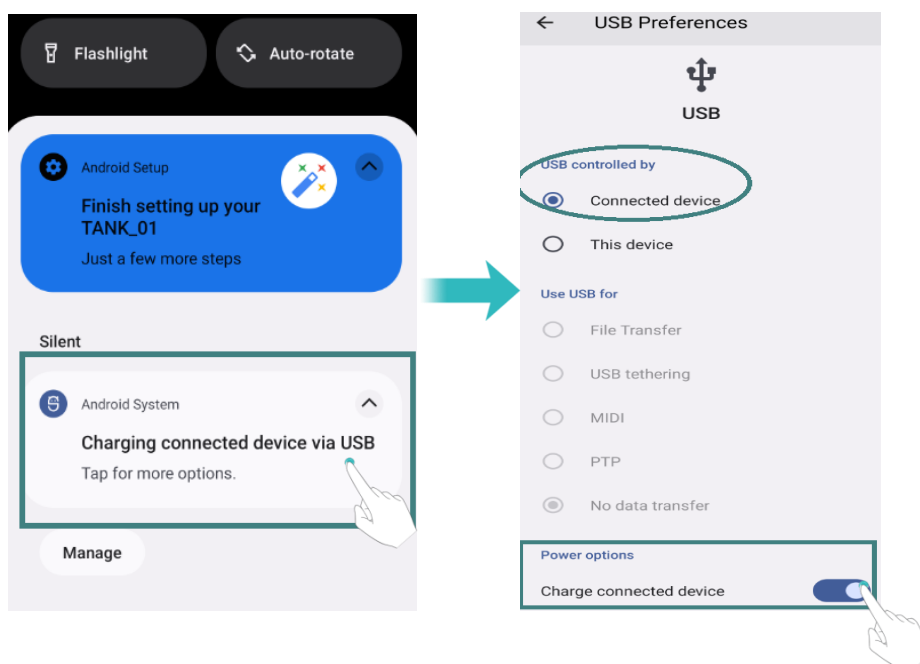 Flashlight
Auto-rotate
Android Setup
Finish setting up your
TANK_01
Just a few more steps
Silent
Android System
Charging connected device via USB
Tap for more options.
Manage
USB Preferences
USB
USB controlled by
Connected device
This device
Use USB for
File Transfer
USB tethering
MIDI
PTP
No data transfer
Power options
Charge connected device